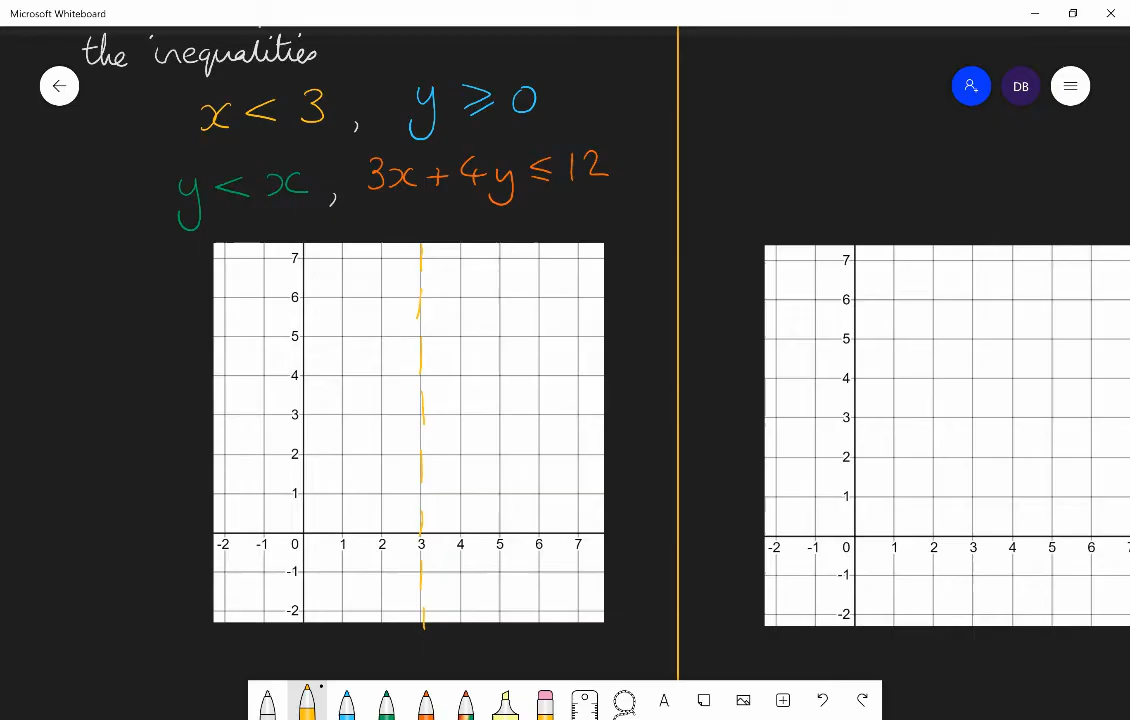 Microsoft Whiteboard
the inequalities
x < 3 , y ⩾ 0
DB
y < x , 3x + 4y ≤ 12
7 7
6 6
5 5
4 4
3 3
2 2
1 1
-2 -1 0 1 2 3 4 5 6 7 -2 -1 0 1 2 3 4 5 6 7
-1 -1
-2 -2
A